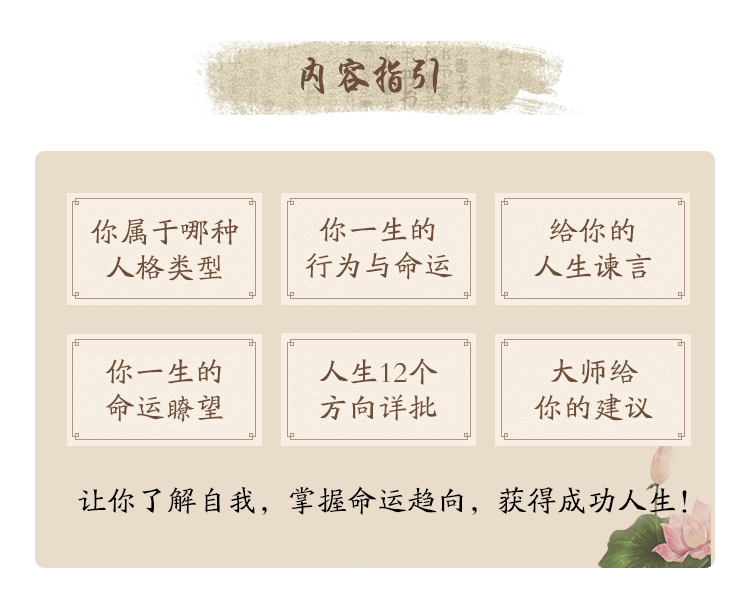 内容指引
你属于哪种
人格类型
你一生的
行为与命运
给你的
人生谏言
你一生的
命运瞭望
人生12个
方向详批
大师给
你的建议
让你了解自我，掌握命运趋向，获得成功人生！